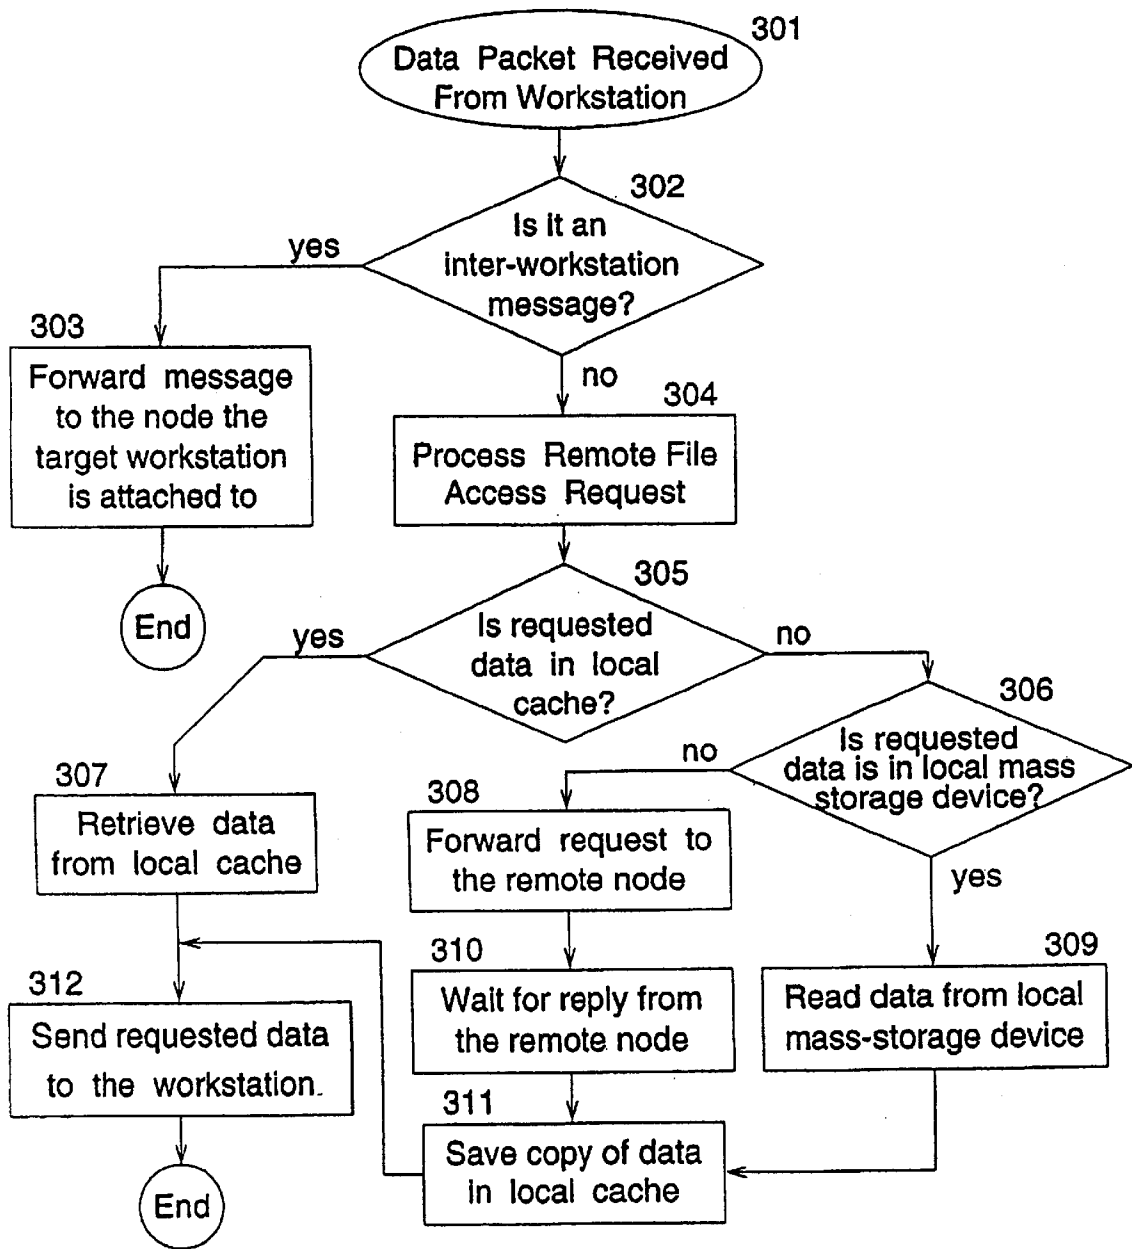 301
Data Packet Received
From Workstation
302
Is it an
inter-workstation
message?
yes
no
303
Forward message
to the node the
target workstation
is attached to
End
304
Process Remote File
Access Request
305
Is requested
data in local
cache?
yes
no
306
Is requested
data is in local mass
storage device?
no
yes
307
Retrieve data
from local cache
308
Forward request to
the remote node
309
Read data from local
mass-storage device
310
Wait for reply from
the remote node
311
Save copy of data
in local cache
312
Send requested data
to the workstation.
End